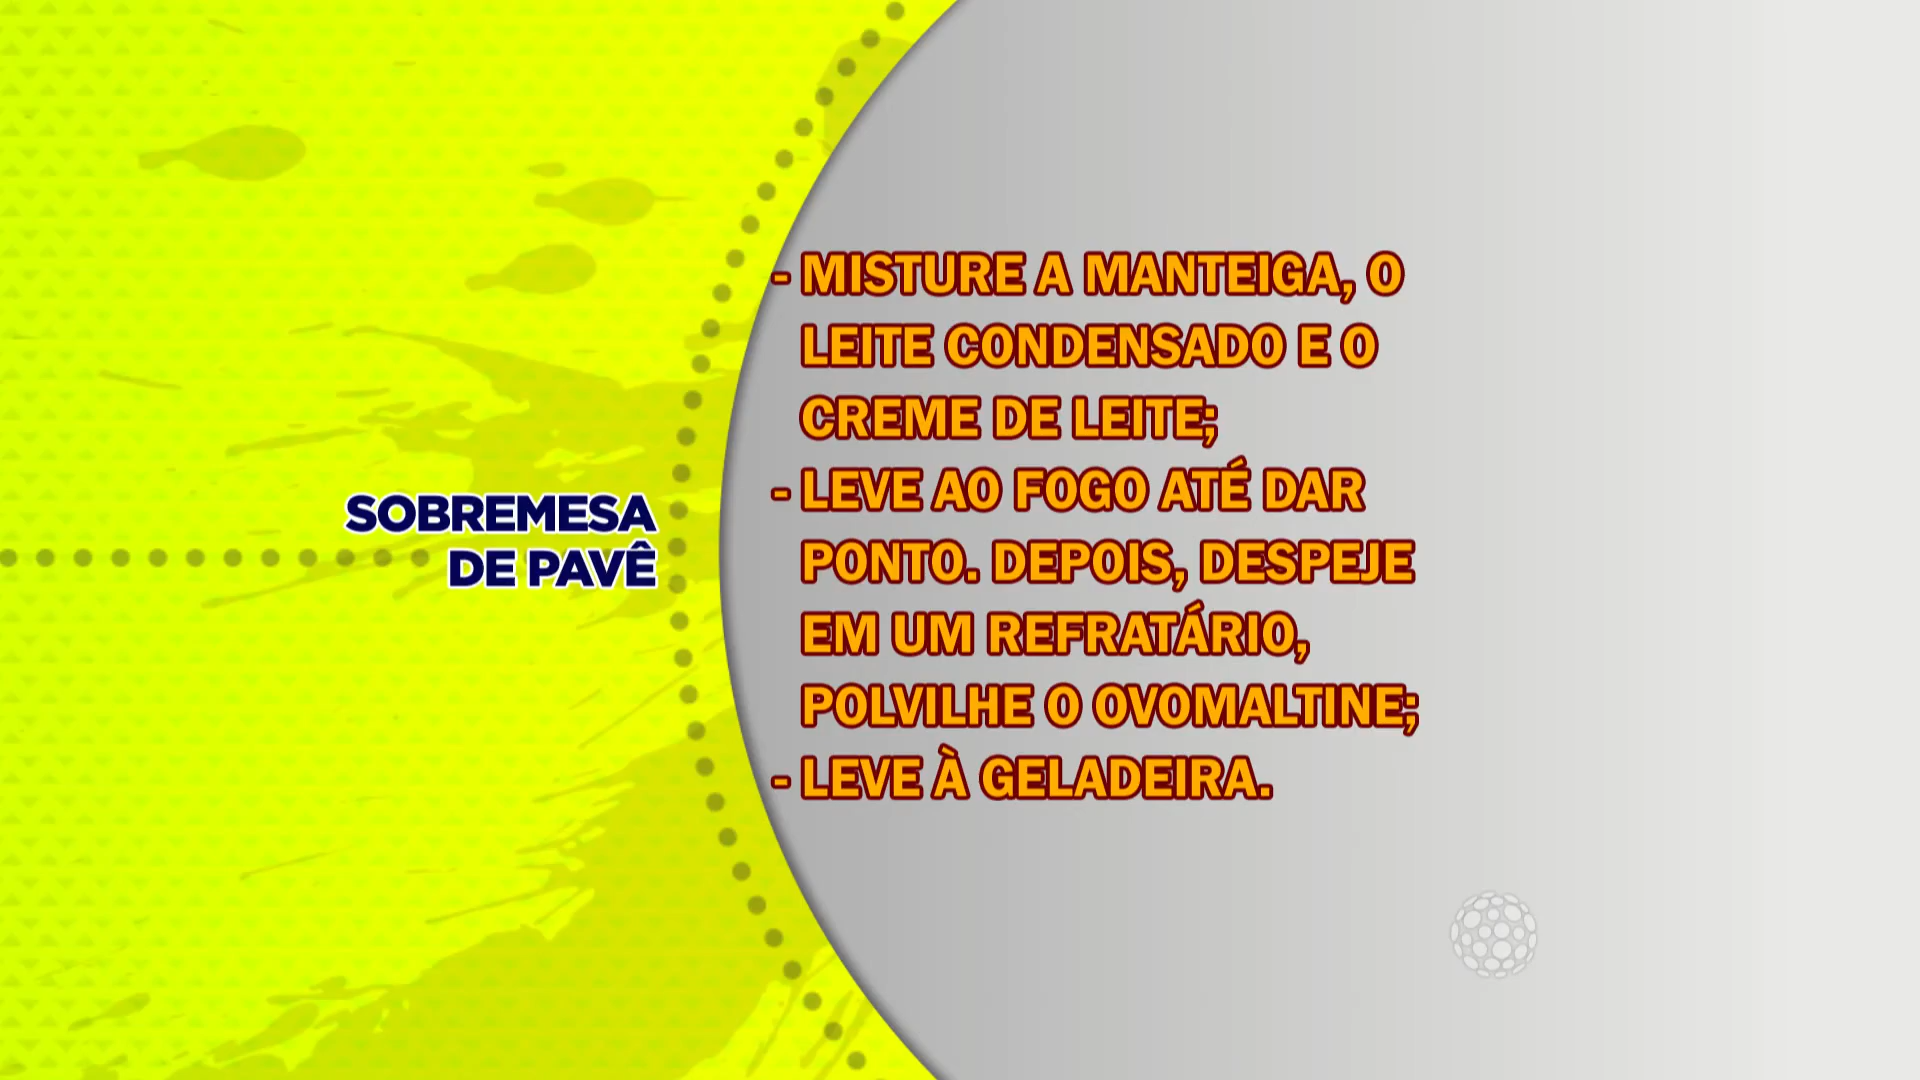 SOBREMESA
DE PAVÊ
- MISTURE A MANTEIGA, O
LEITE CONDENSADO E O
CREME DE LEITE;
- LEVE AO FOGO ATÉ DAR
PONTO. DEPOIS, DESPEJE
EM UM REFRATÁRIO,
POLVILHE O OVOMALTINE;
- LEVE À GELADEIRA.